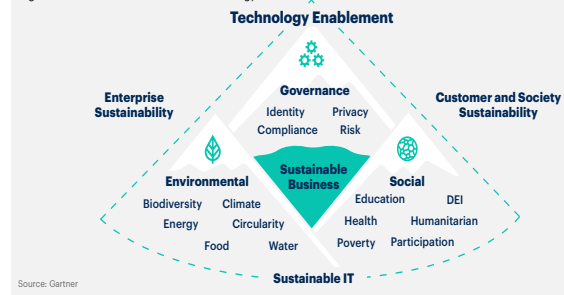 Technology Enablement
Governance
Enterprise
Sustainability
Customer and Society
Sustainability
Identity Privacy
Compliance Risk
Sustainable
Business
Environmental
Social
Biodiversity Climate
Education DEI
Energy Circularity
Health Humanitarian
Food Water
Poverty Participation
Sustainable IT
Source: Gartner